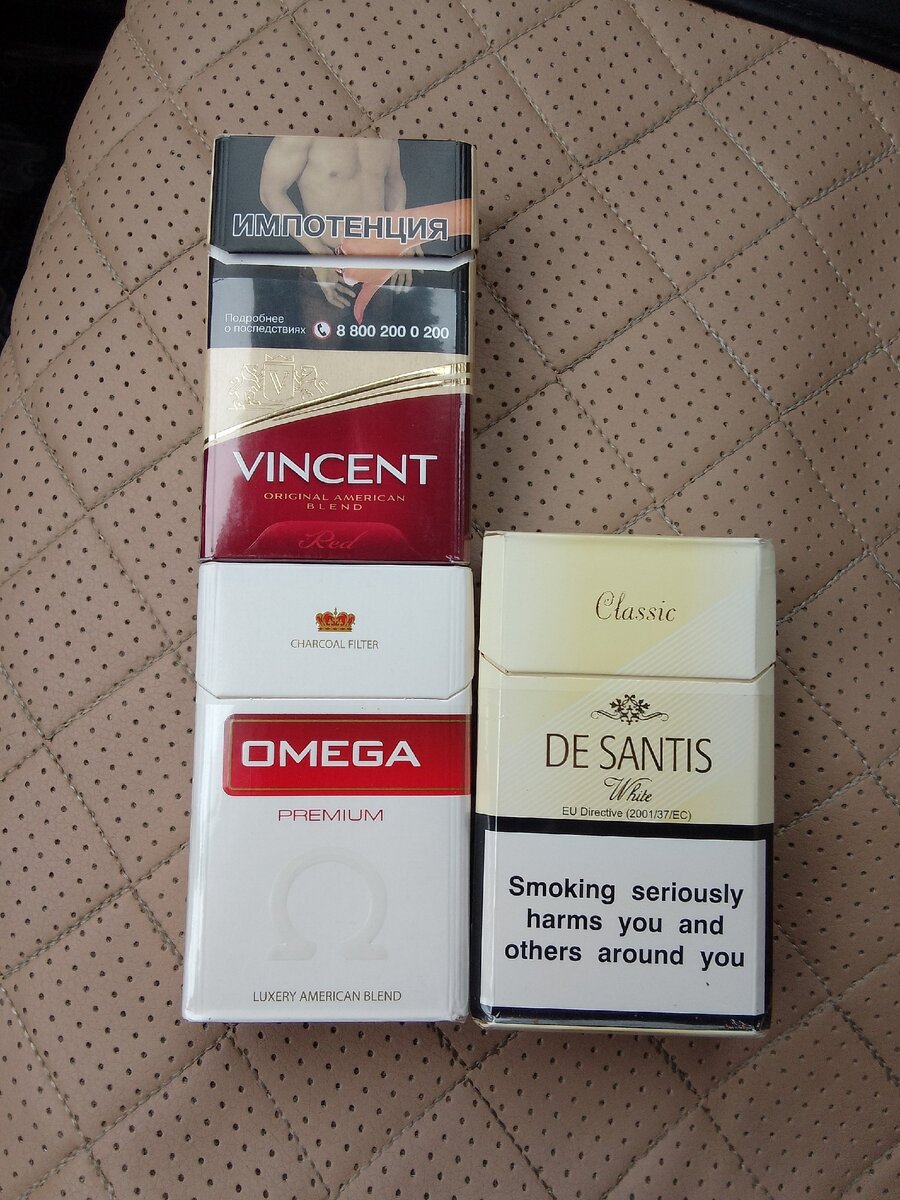 ИМПОТЕНЦИЯ
Подробнее
о последствиях 8 800 200 0 200
V
VINCENT
ORIGINAL AMERICAN
BLEND
Red
CHARCOAL FILTER
OMEGA
PREMIUM
Ω
LUXERY AMERICAN BLEND
Classic
DE SANTIS
White
EU Directive (2001/37/EC)
Smoking seriously
harms you and
others around you